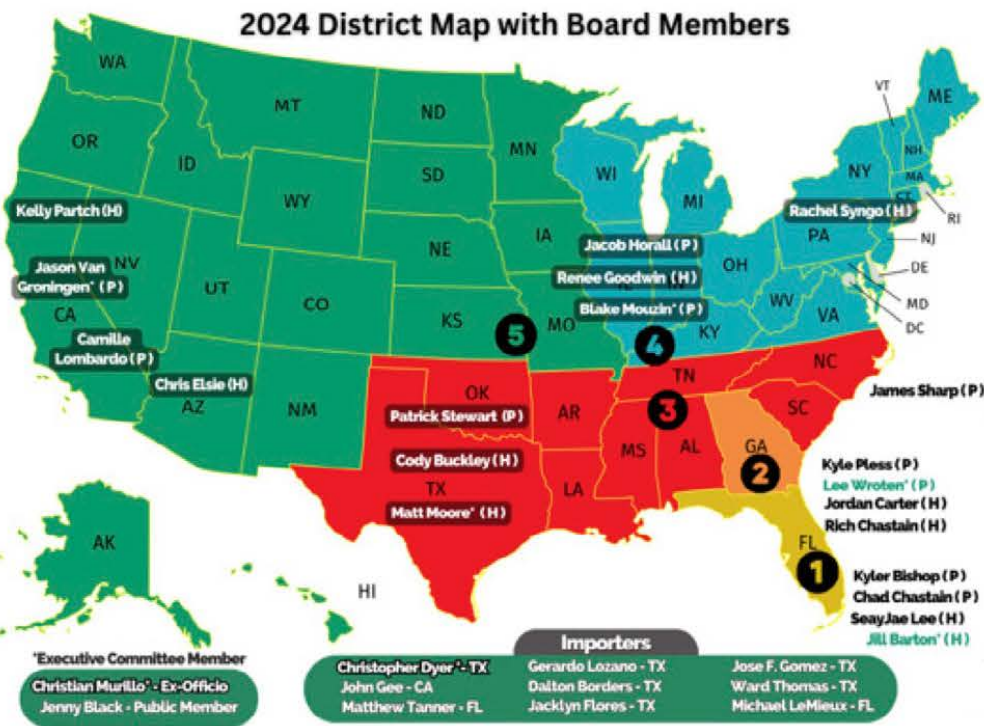 2024 District Map with Board Members
WA
MT
ND
MN
OR
ID
SD
WI
MI
VT
ME
NH
NY
MA
CT
RI
WY
Kelly Partch (H)
Rachel Syngo (H)
PA
NJ
IA
NE
Jacob Horall (P)
OH
DE
Jason Van
Groningen* (P)
NV
UT
CO
Renee Goodwin (H)
IN
WV
MD
DC
CA
KS
MO
Blake Mouzin* (P)
VA
KY
5
4
Camille
Lombardo (P)
Chris Elsie (H)
AZ
NM
OK
Patrick Stewart (P)
AR
TN
NC
3
James Sharp (P)
SC
Cody Buckley (H)
TX
Matt Moore* (H)
LA
MS
AL
GA
2
Kyle Pless (P)
Lee Wroten* (P)
Jordan Carter (H)
Rich Chastain (H)
AK
HI
FL
1
Kyler Bishop (P)
Chad Chastain (P)
SeayJae Lee (H)
Jill Barton* (H)
*Executive Committee Member
Christian Murillo* - Ex-Officio
Jenny Black - Public Member
Importers
Christopher Dyer* - TX
John Gee - CA
Matthew Tanner - FL
Gerardo Lozano - TX
Dalton Borders - TX
Jacklyn Flores - TX
Jose F. Gomez - TX
Ward Thomas - TX
Michael LeMieux - FL